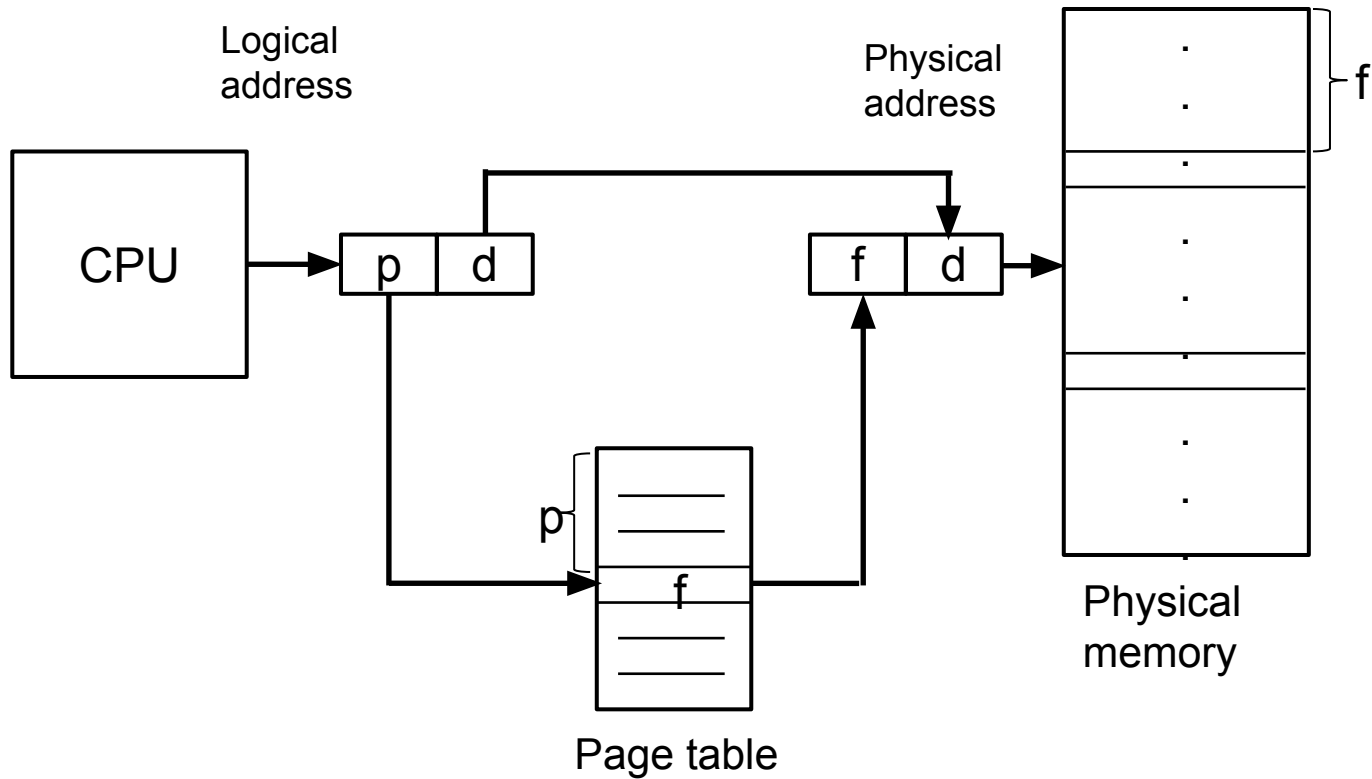 Logical
address
Physical
address
f
CPU
p d
f d
p
f
Physical
memory
Page table